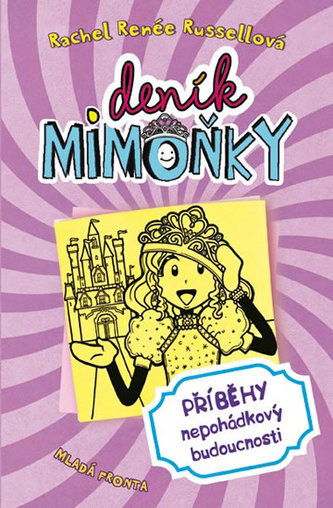 Rachel Renée Russellová
deník
MIMOŇKY
PŘÍBĚHY
nepohádkový
budoucnosti
MLADÁ FRONTA